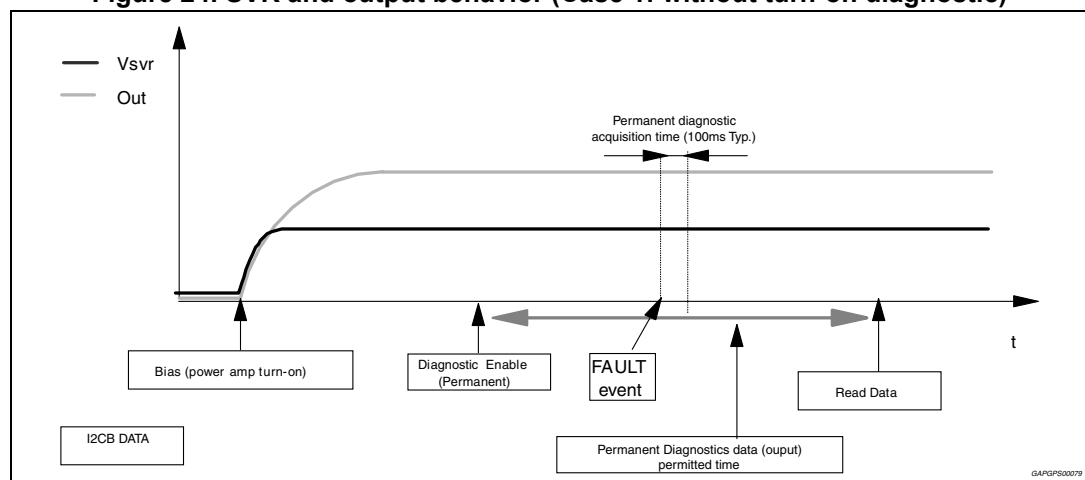 Figure 24. SVR and output behavior (Case 1: without turn-on diagnostic)
Vsvr
Out
Permanent diagnostic
acquisition time (100ms Typ.)
t
Bias (power amp turn-on)
Diagnostic Enable
(Permanent)
FAULT
event
Read Data
I2CB DATA
Permanent Diagnostics data (ouput)
permitted time
GAPGPS00079